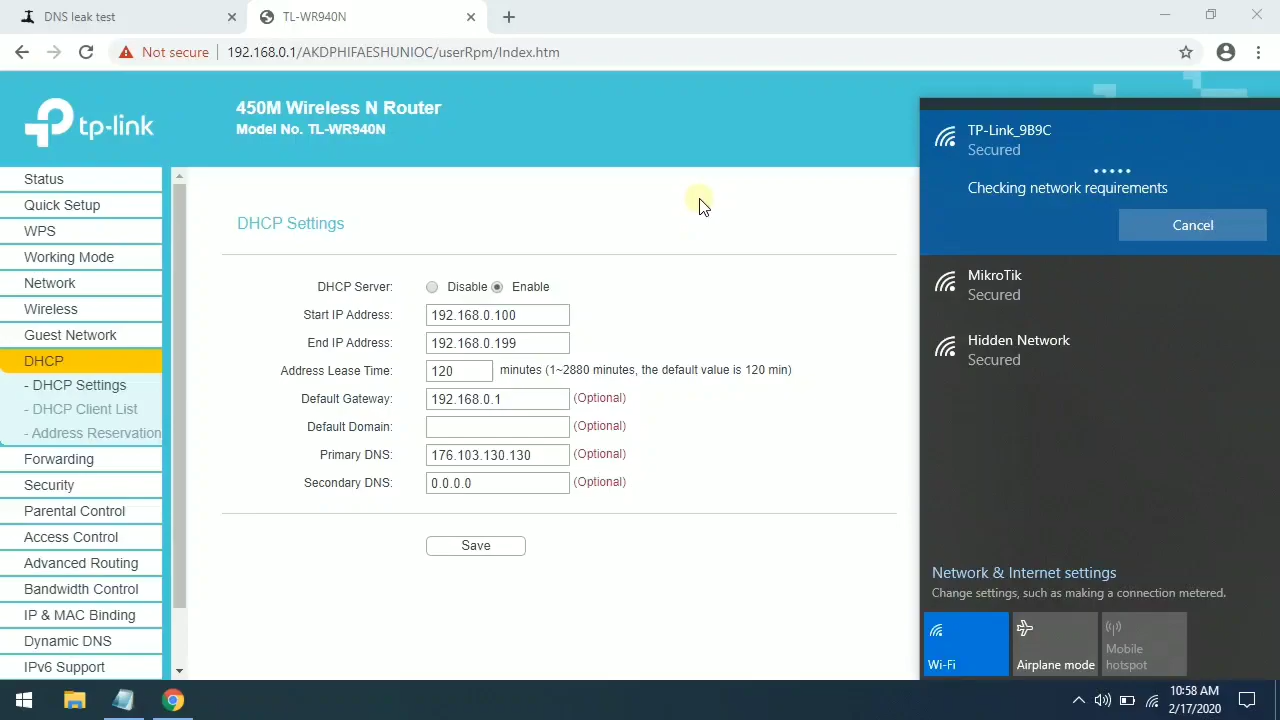 DNS leak test
TL-WR940N
Not secure
192.168.0.1/AKDPHIFAESHUNIOC/userRpm/Index.htm
tp-link
450M Wireless N Router
Model No. TL-WR940N
Status
Quick Setup
WPS
Working Mode
Network
Wireless
Guest Network
DHCP
- DHCP Settings
- DHCP Client List
- Address Reservation
Forwarding
Security
Parental Control
Access Control
Advanced Routing
Bandwidth Control
IP & MAC Binding
Dynamic DNS
IPv6 Support
DHCP Settings
DHCP Server: Disable Enable
Start IP Address: 192.168.0.100
End IP Address: 192.168.0.199
Address Lease Time: 120 minutes (1~2880 minutes, the default value is 120 min)
Default Gateway: 192.168.0.1 (Optional)
Default Domain: (Optional)
Primary DNS: 176.103.130.130 (Optional)
Secondary DNS: 0.0.0.0 (Optional)
Save
TP-Link_9B9C
Secured
Checking network requirements
Cancel
MikroTik
Secured
Hidden Network
Secured
Network & Internet settings
Change settings, such as making a connection metered.
Wi-Fi
Airplane mode
Mobile
hotspot
10:58 AM
2/17/2020